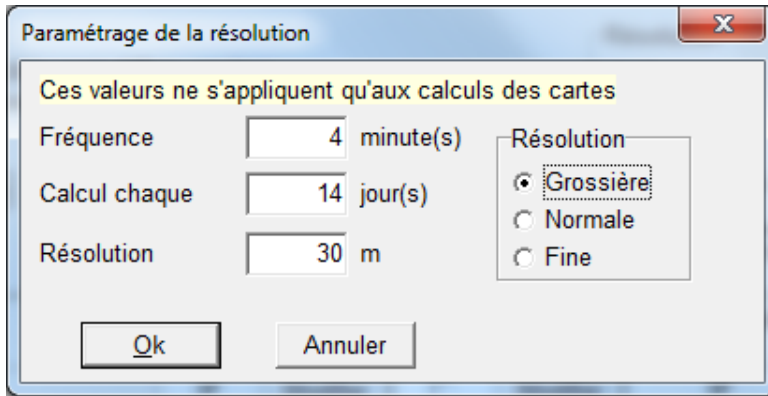 Paramétrage de la résolution
Ces valeurs ne s'appliquent qu'aux calculs des cartes
Fréquence 4 minute(s)
Calcul chaque 14 jour(s)
Résolution 30 m
Résolution
Grossière
Normale
Fine
Ok Annuler